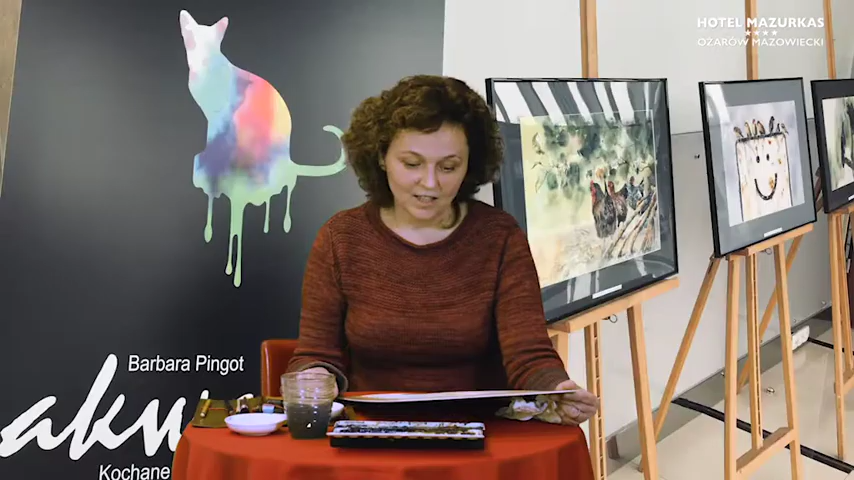 HOTEL MAZURKAS
★★★★
OŻARÓW MAZOWIECKI
Barbara Pingot
Kochane